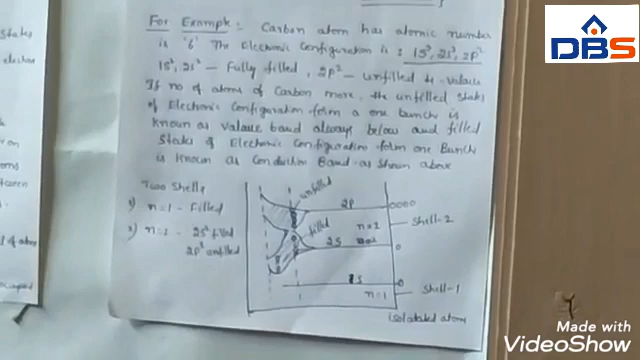 For Example:- Carbon atom has atomic number
is '6' The Electronic Configuration is : 1S², 2S², 2P²
1S², 2S² - Fully filled, 2P² - unfilled
If no of atoms of Carbon more, the unfilled states
of Electronic Configuration form a one bunch is
known as valance band always below and filled
states of Electronic Configuration form one Bunch
is known as Conduction Band as shown above
Two Shells
1) n=1 - Filled
2) n=2 - 2S² filled
2P² unfilled
unfilled
filled
2P
n=2
Shell-2
2S
1S
n=1
Shell-1
isolated atom
DBS
Made with
VideoShow